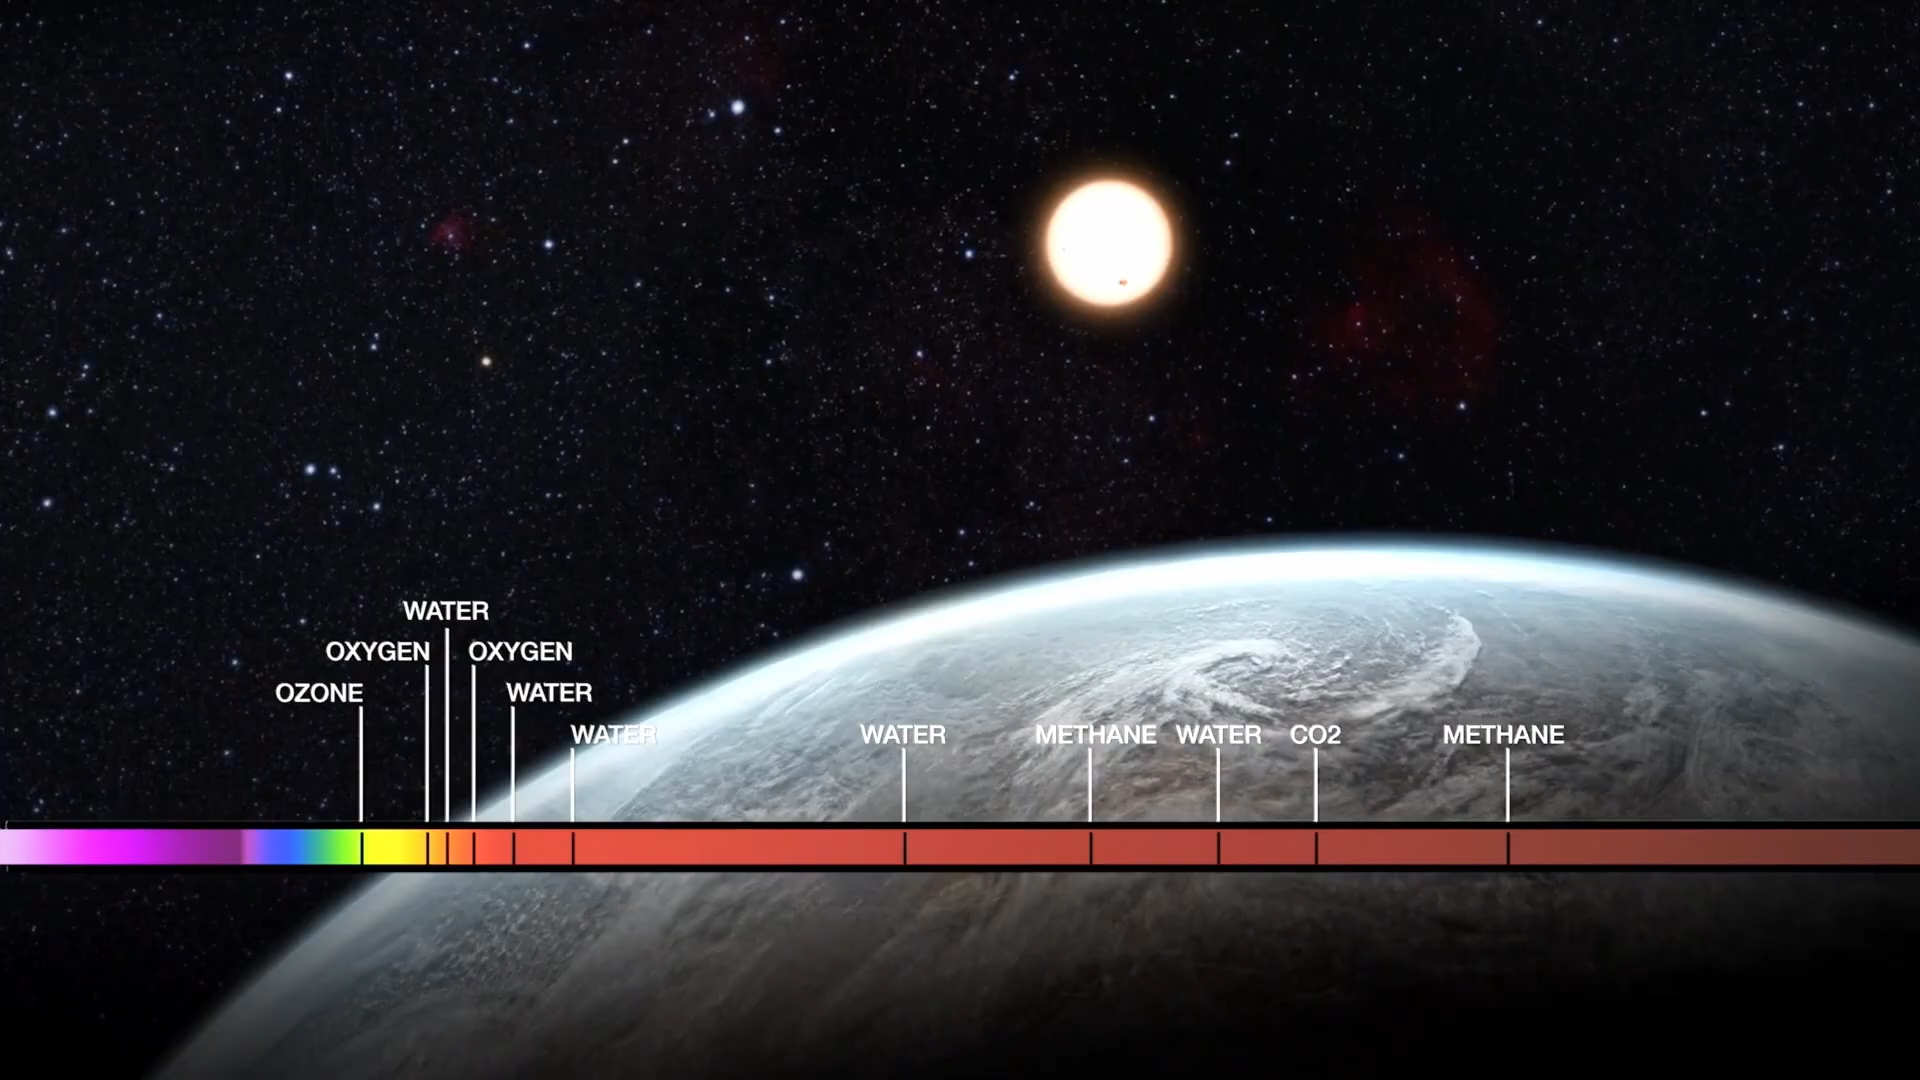 WATER
OXYGEN OXYGEN
OZONE WATER
WATER WATER METHANE WATER CO2 METHANE